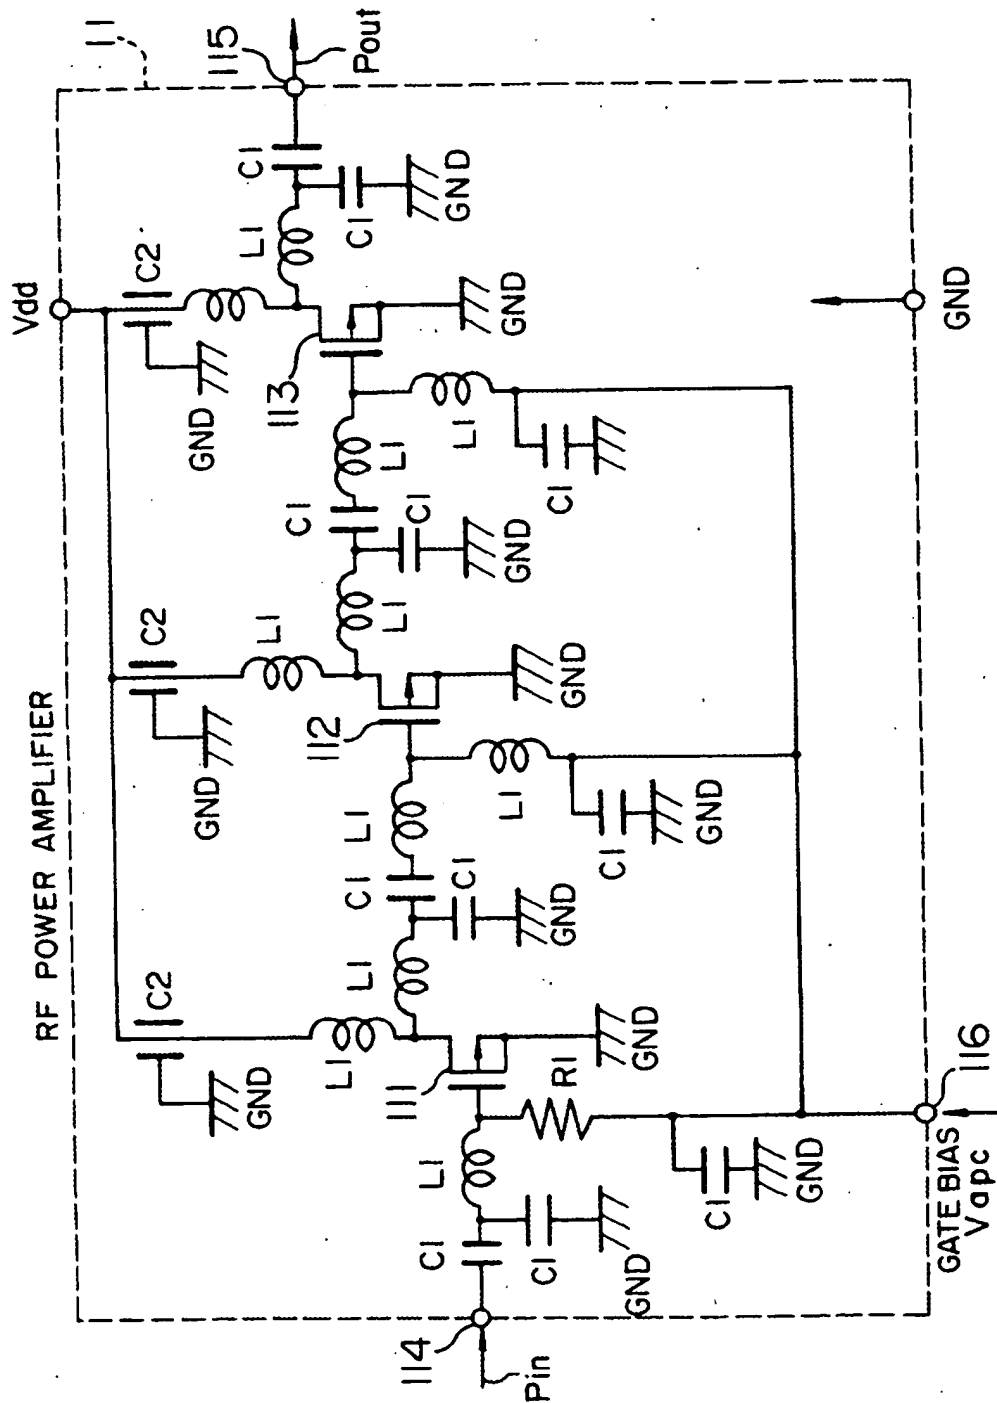 RF POWER AMPLIFIER
Vdd
11
C2
C2
C2
GND
GND
GND
L1
L1
C1
115
113
C1
112
L1
L1
C1
L1
C1
Pout
114
111
L1
L1
C1
C1
L1
C1
L1
GND
L1
GND
GND
Pin
C1
R1
GND
GND
C1
GND
GND
C1
C1
GND
GND
GATE BIAS
Vapc
116
GND